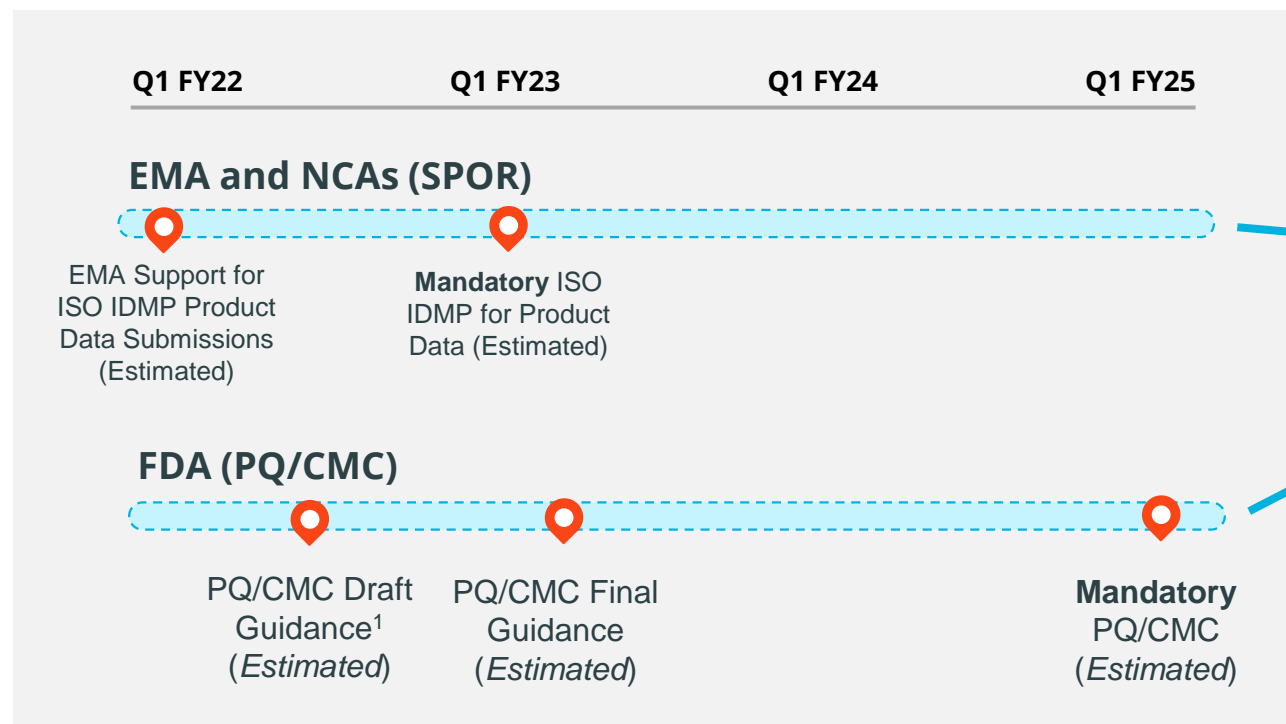 Q1 FY22 Q1 FY23 Q1 FY24 Q1 FY25
EMA and NCAs (SPOR)
EMA Support for
ISO IDMP Product
Data Submissions
(Estimated)
Mandatory ISO
IDMP for Product
Data (Estimated)
FDA (PQ/CMC)
PQ/CMC Draft
Guidance¹
(Estimated)
PQ/CMC Final
Guidance
(Estimated)
Mandatory
PQ/CMC
(Estimated)